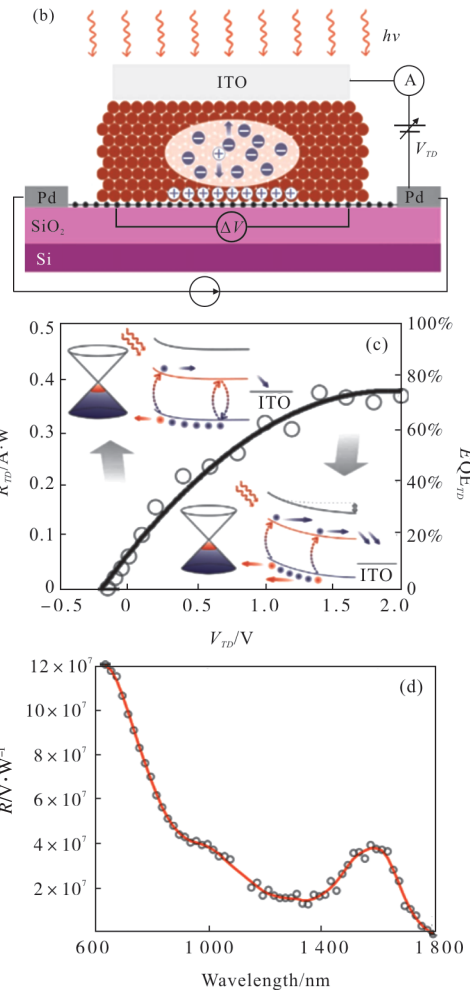 (b)
hν
ITO
A
V_TD
Pd
Pd
SiO₂
ΔV
Si
(c)
0.5
0.4
0.3
0.2
0.1
0
R_TD/A·W
100%
80%
60%
40%
20%
0
EQE_TD
ITO
ITO
−0.5
0
0.5
1.0
1.5
2.0
V_TD/V
(d)
12×10⁷
10×10⁷
8×10⁷
6×10⁷
4×10⁷
2×10⁷
R/V·W⁻¹
600
1 000
1 400
1 800
Wavelength/nm